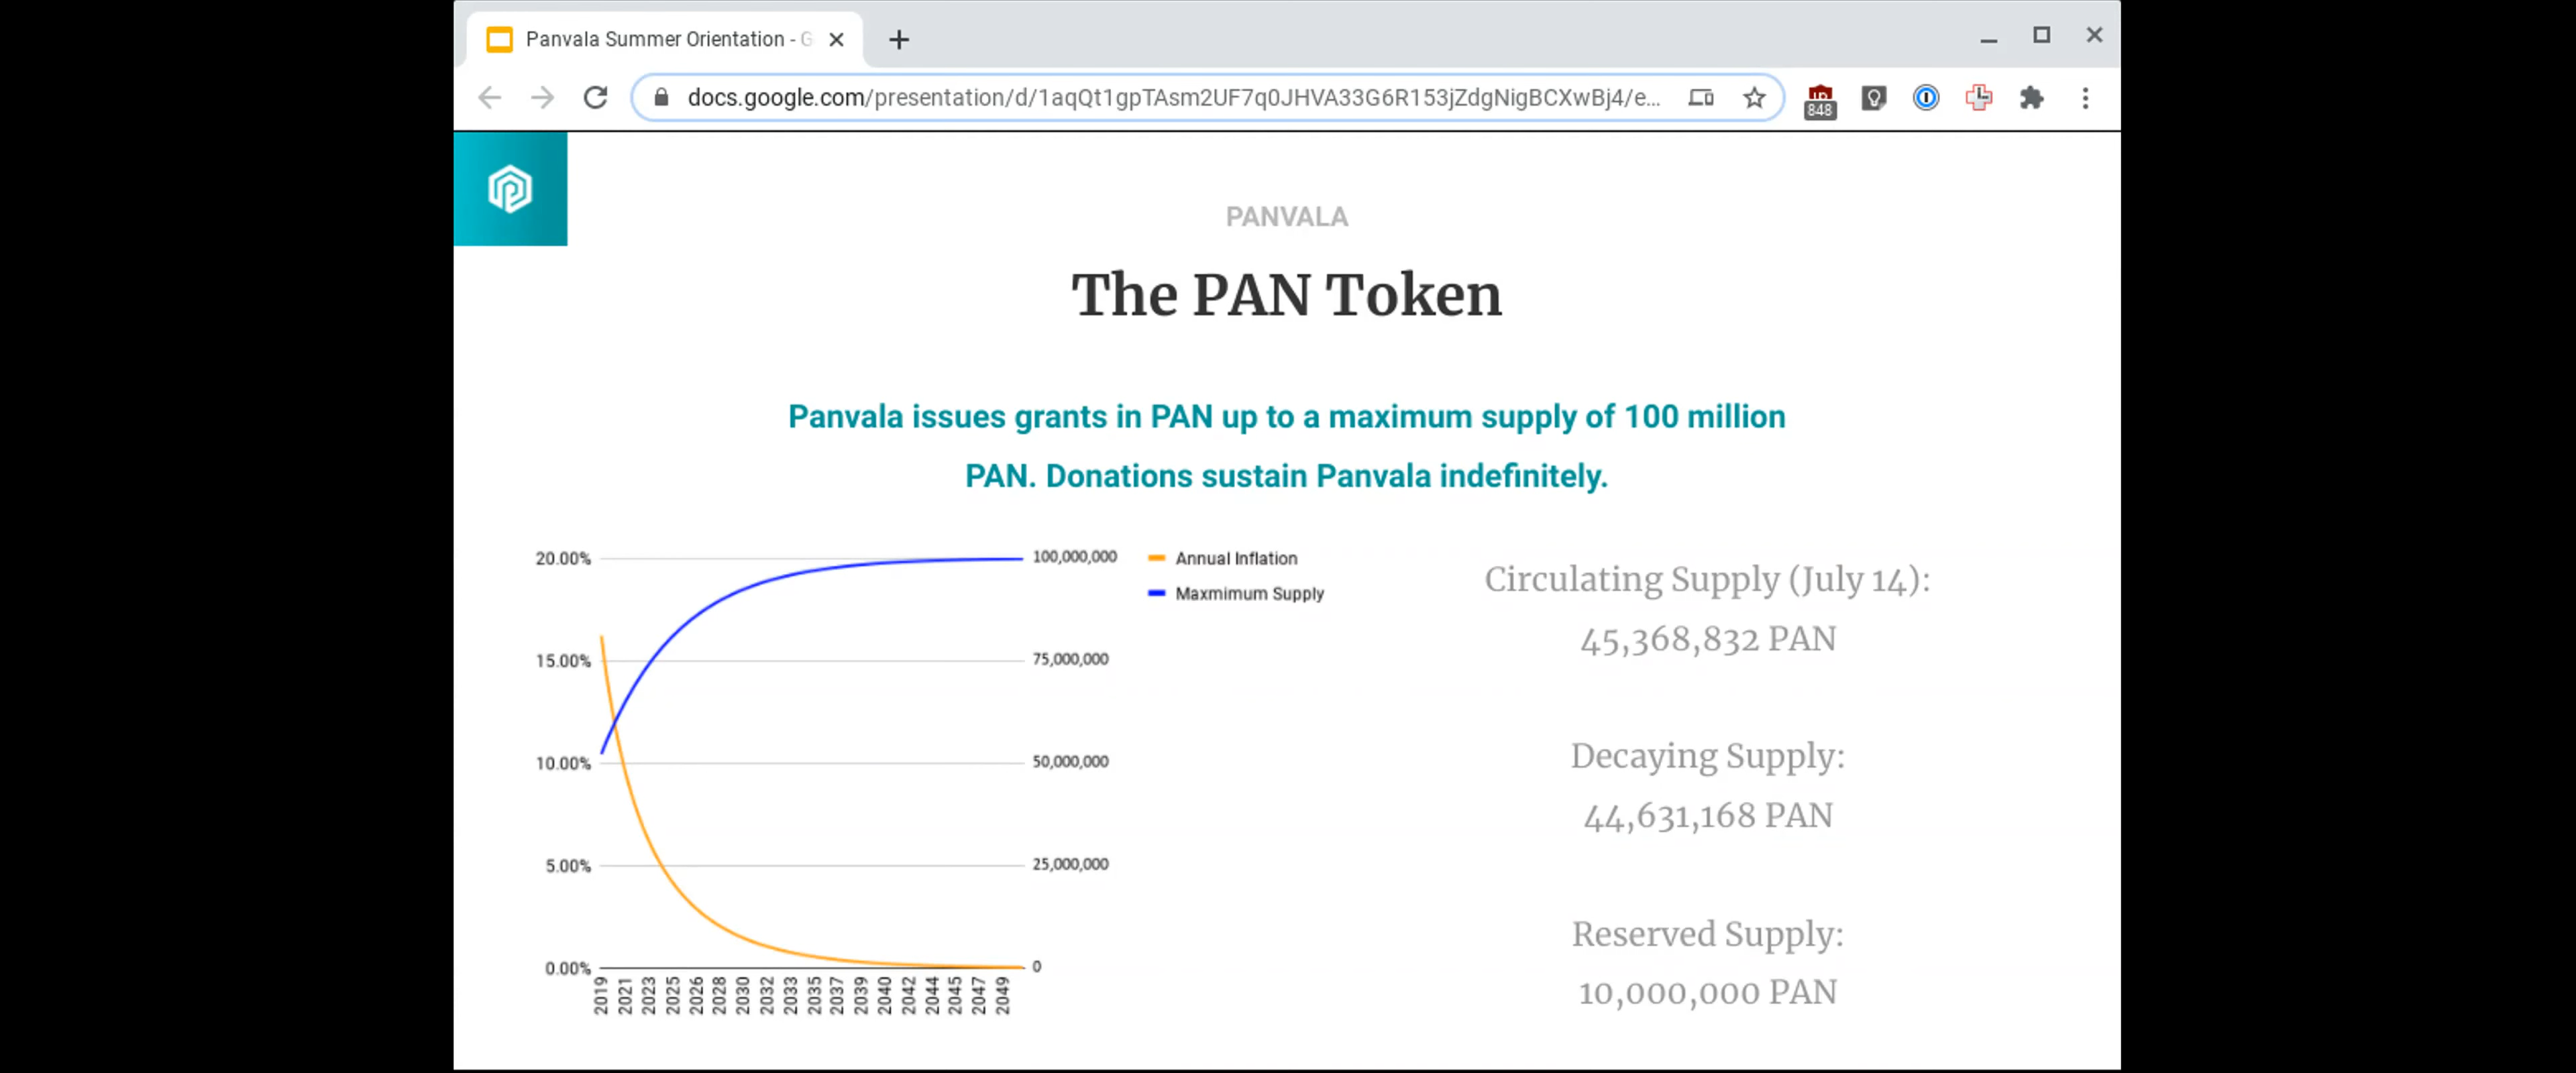 Panvala Summer Orientation - G
docs.google.com/presentation/d/1aqQt1gpTAsm2UF7q0JHVA33G6R153jZdgNigBCXwBj4/e...
848
PANVALA
The PAN Token
Panvala issues grants in PAN up to a maximum supply of 100 million
PAN. Donations sustain Panvala indefinitely.
20.00%
15.00%
10.00%
5.00%
0.00%
100,000,000
75,000,000
50,000,000
25,000,000
0
2019
2021
2023
2025
2026
2028
2030
2032
2033
2035
2037
2039
2040
2042
2044
2045
2047
2049
Annual Inflation
Maxmimum Supply
Circulating Supply (July 14):
45,368,832 PAN
Decaying Supply:
44,631,168 PAN
Reserved Supply:
10,000,000 PAN